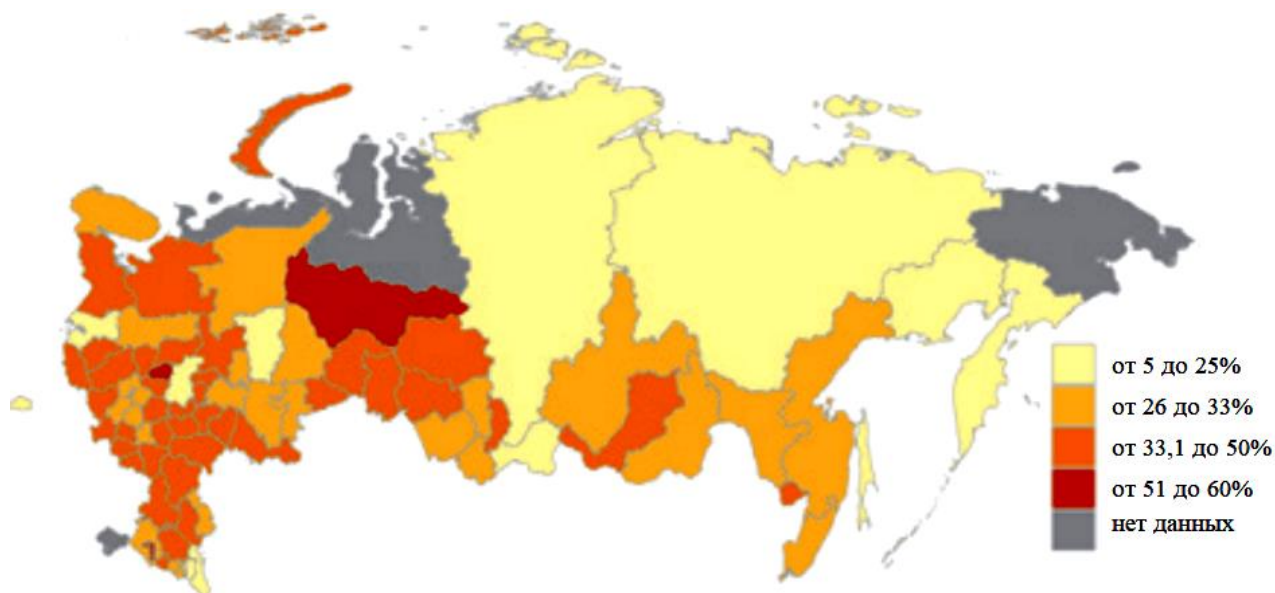 от 5 до 25%
от 26 до 33%
от 33,1 до 50%
от 51 до 60%
нет данных